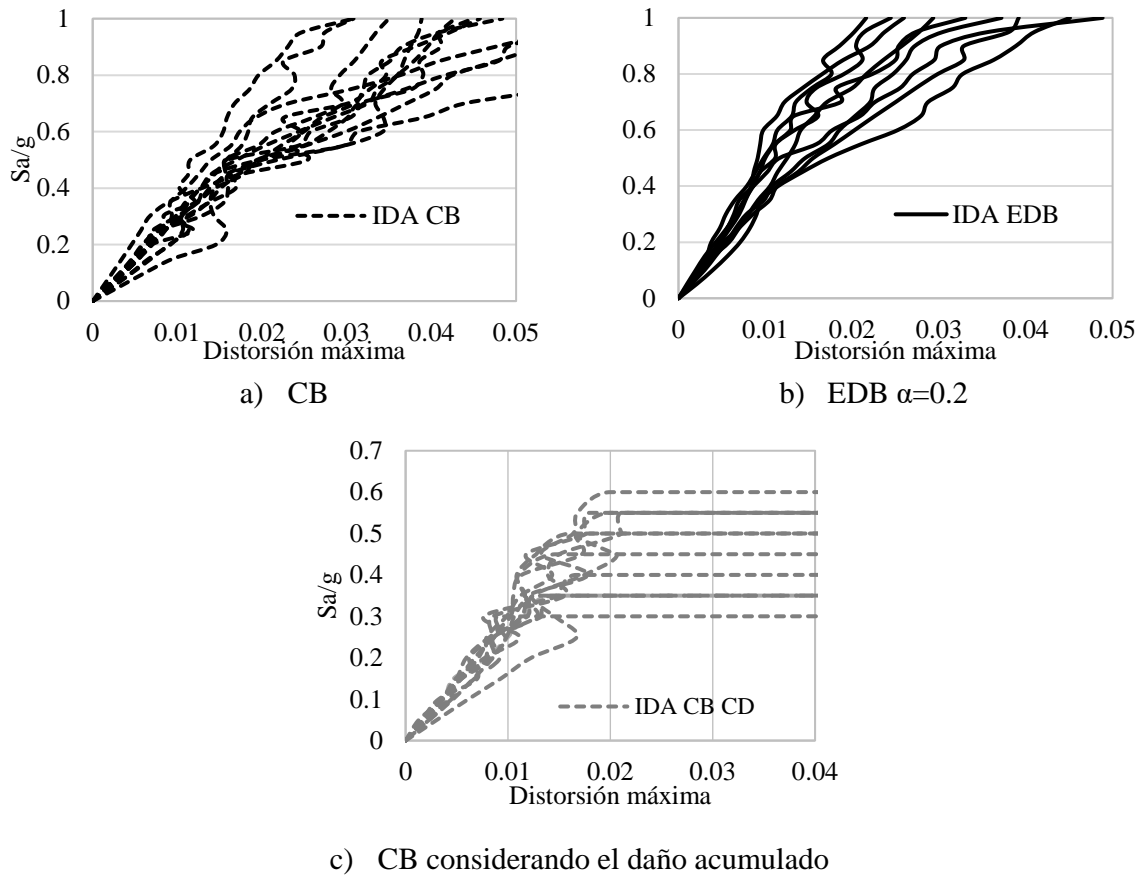 1
0.8
0.6
0.4
0.2
0
Sa/g
IDA CB
0 0.01 0.02 0.03 0.04 0.05
Distorsión máxima
a) CB
1
0.8
0.6
0.4
0.2
0
IDA EDB
0 0.01 0.02 0.03 0.04 0.05
Distorsión máxima
b) EDB α=0.2
0.7
0.6
0.5
0.4
0.3
0.2
0.1
0
Sa/g
IDA CB CD
0 0.01 0.02 0.03 0.04
Distorsión máxima
c) CB considerando el daño acumulado